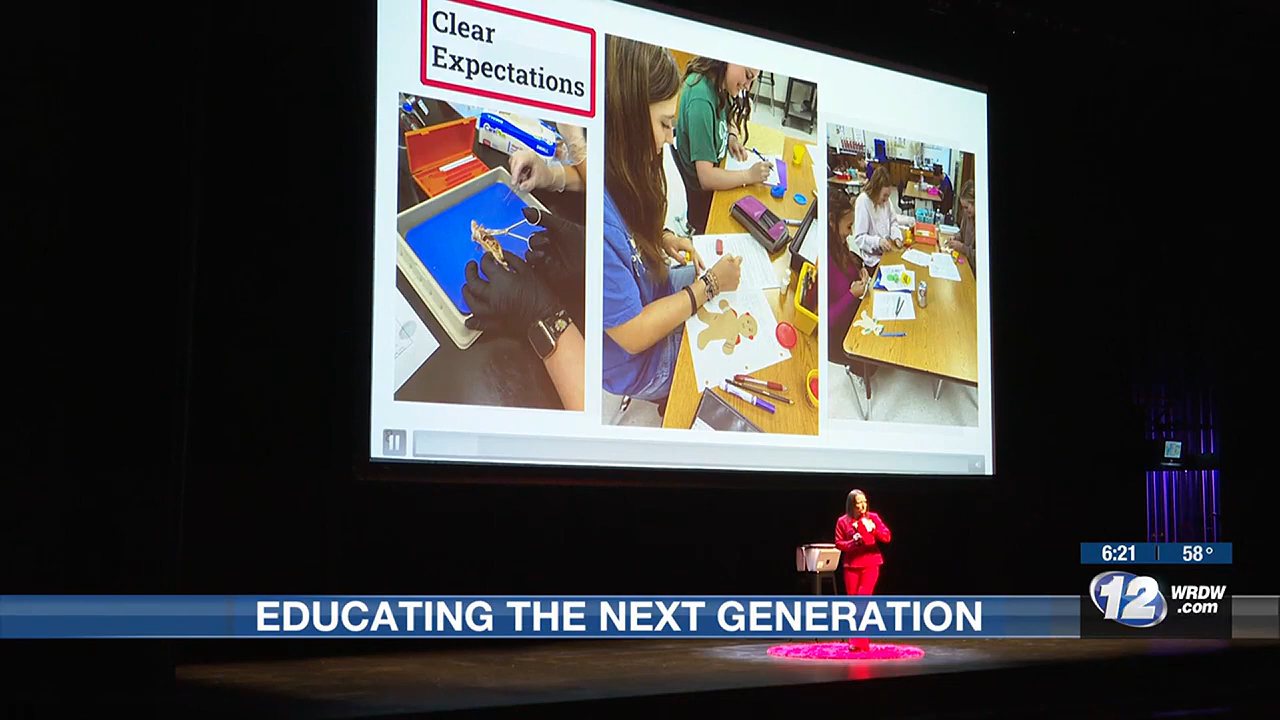 Clear
Expectations
6:21
58°
EDUCATING THE NEXT GENERATION
12
WRDW
.com